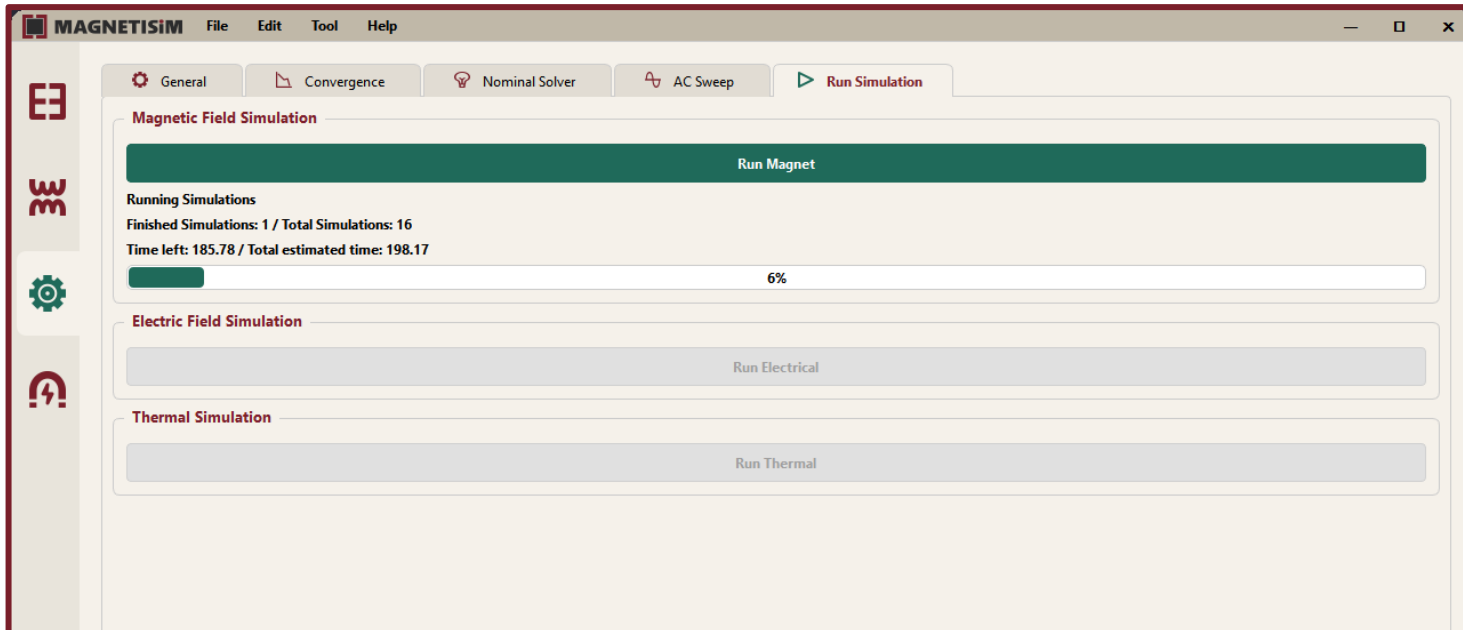 MAGNETISiM File Edit Tool Help
General Convergence Nominal Solver AC Sweep Run Simulation
Magnetic Field Simulation
Run Magnet
Running Simulations
Finished Simulations: 1 / Total Simulations: 16
Time left: 185.78 / Total estimated time: 198.17
6%
Electric Field Simulation
Run Electrical
Thermal Simulation
Run Thermal